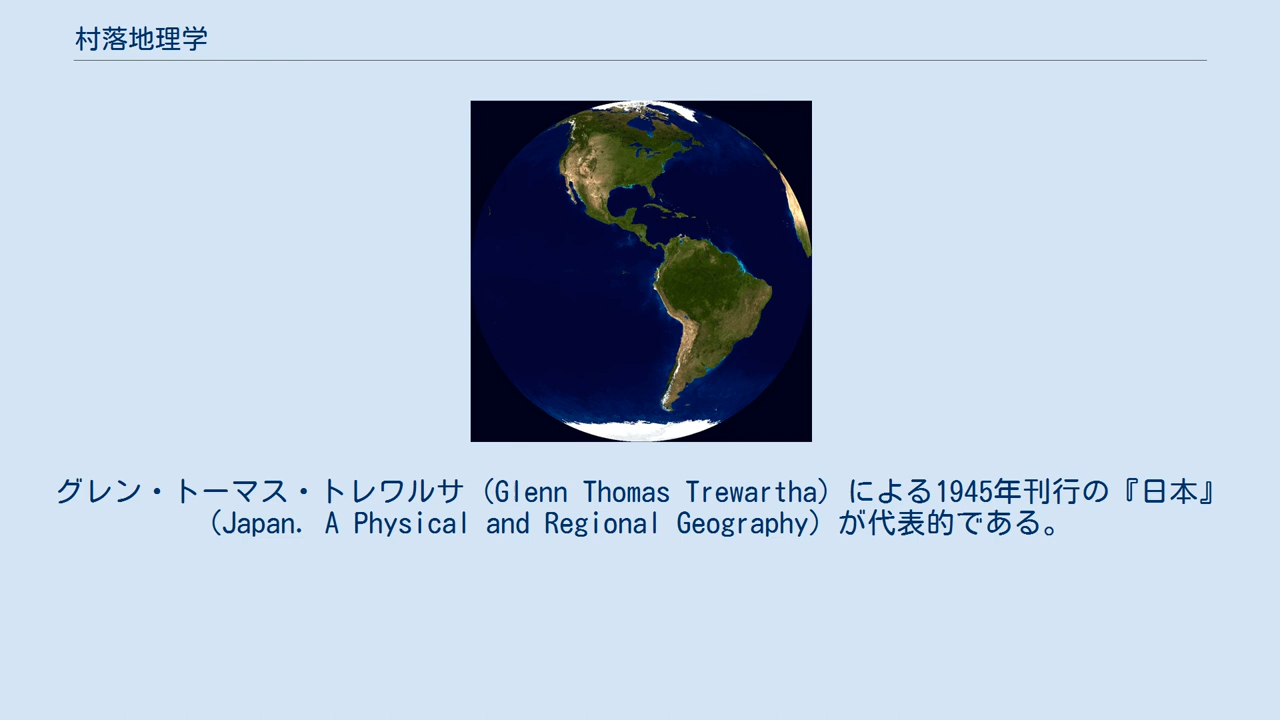 村落地理学
グレン・トーマス・トレワルサ（Glenn Thomas Trewartha）による1945年刊行の『日本』
（Japan. A Physical and Regional Geography）が代表的である。